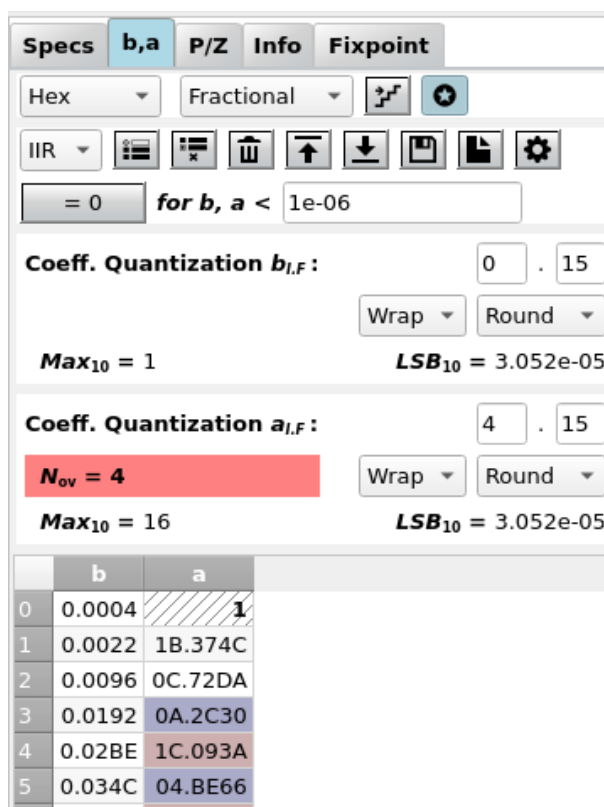 Specs b,a P/Z Info Fixpoint
Hex Fractional
IIR
= 0 for b, a < 1e-06
Coeff. Quantization b_I.F : 0 . 15
Wrap Round
Max₁₀ = 1 LSB₁₀ = 3.052e-05
Coeff. Quantization a_I.F : 4 . 15
N_ov = 4 Wrap Round
Max₁₀ = 16 LSB₁₀ = 3.052e-05
b a
0 0.0004 1
1 0.0022 1B.374C
2 0.0096 0C.72DA
3 0.0192 0A.2C30
4 0.02BE 1C.093A
5 0.034C 04.BE66